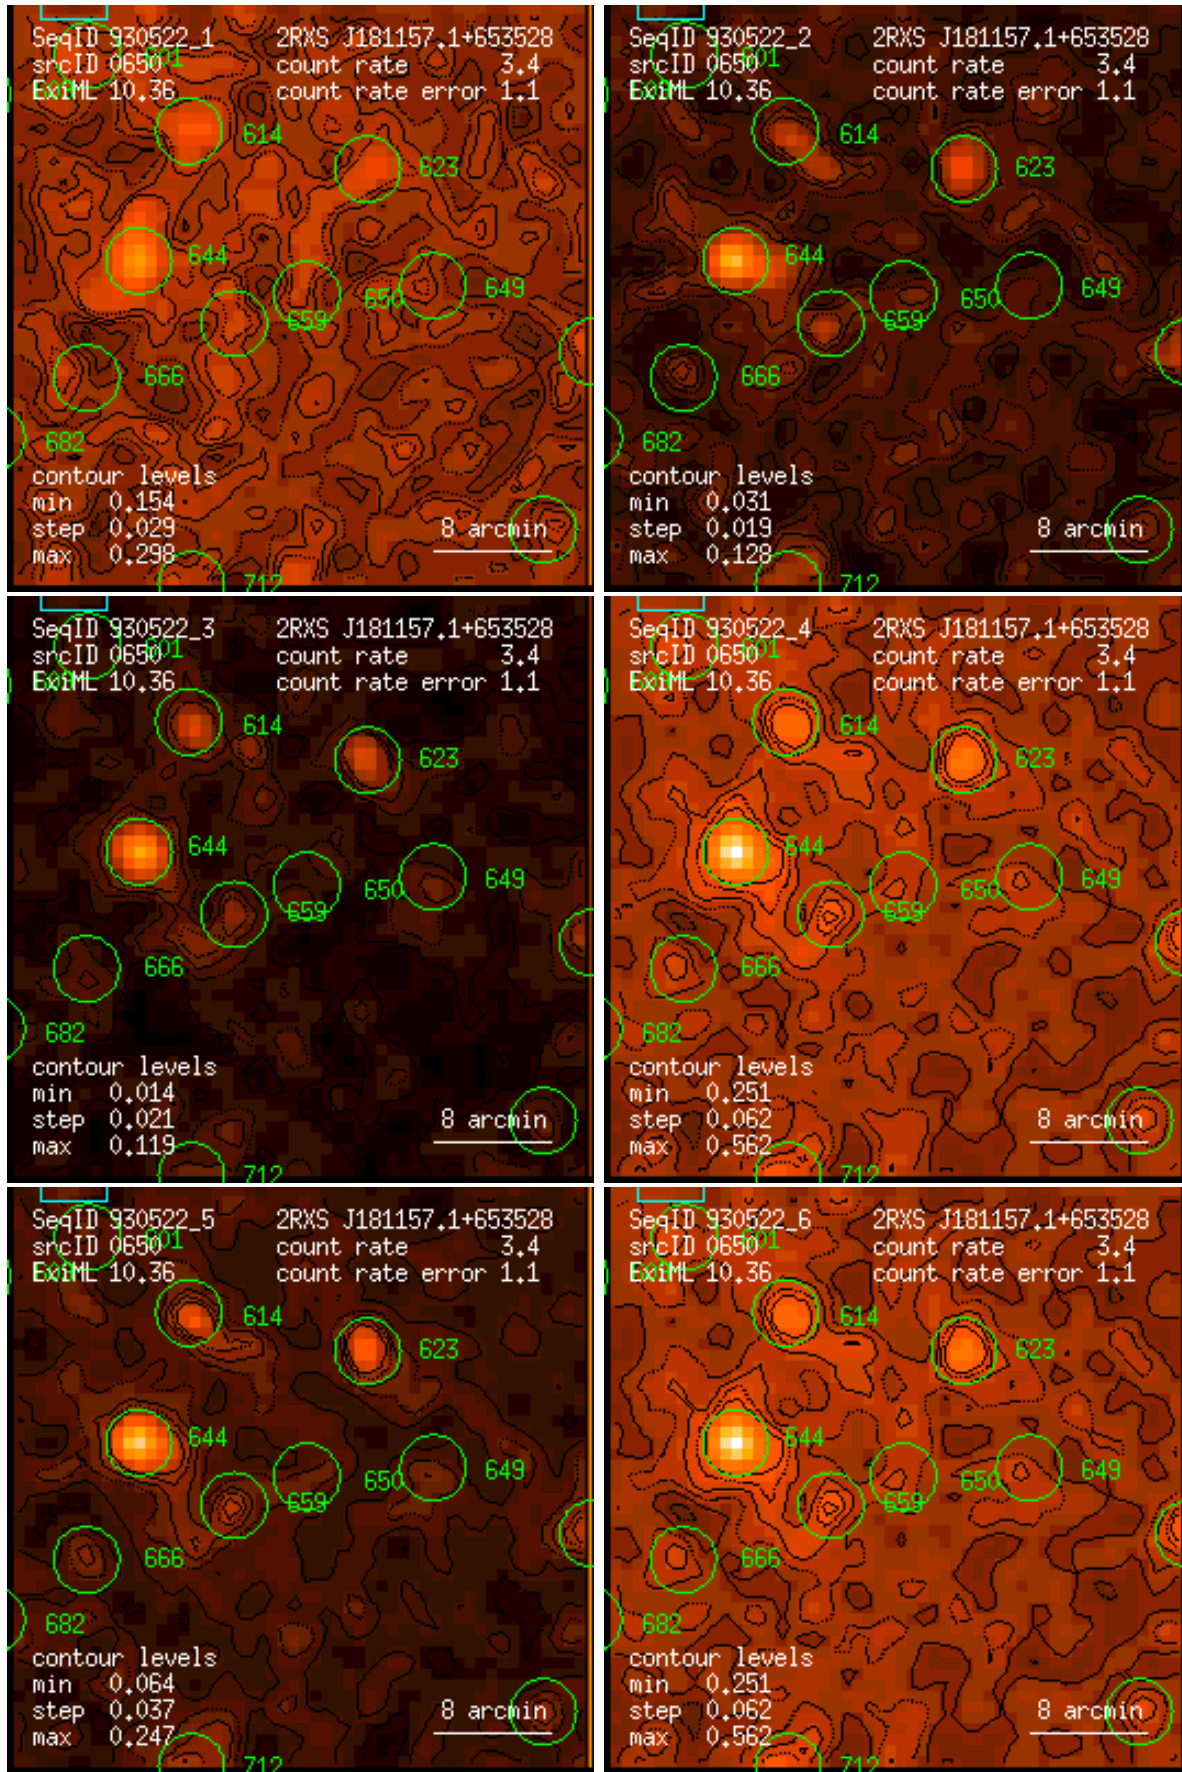 SeqID 930522_1 2RXS J181157.1+653528
srcID 0650 601 count rate 3.4
ExiML 10.36 count rate error 1.1
614
623
644
649
650
659
666
682
contour levels
min 0.154
step 0.029 8 arcmin
max 0.298
712
SeqID 930522_2 2RXS J181157.1+653528
srcID 0650 601 count rate 3.4
ExiML 10.36 count rate error 1.1
614
623
644
649
650
659
666
682
contour levels
min 0.031
step 0.019 8 arcmin
max 0.128
712
SeqID 930522_3 2RXS J181157.1+653528
srcID 0650 601 count rate 3.4
ExiML 10.36 count rate error 1.1
614
623
644
649
650
659
666
682
contour levels
min 0.014
step 0.021 8 arcmin
max 0.119
712
SeqID 930522_4 2RXS J181157.1+653528
srcID 0650 601 count rate 3.4
ExiML 10.36 count rate error 1.1
614
623
644
649
650
659
666
682
contour levels
min 0.251
step 0.062 8 arcmin
max 0.562
712
SeqID 930522_5 2RXS J181157.1+653528
srcID 0650 601 count rate 3.4
ExiML 10.36 count rate error 1.1
614
623
644
649
650
659
666
682
contour levels
min 0.064
step 0.037 8 arcmin
max 0.247
712
SeqID 930522_6 2RXS J181157.1+653528
srcID 0650 601 count rate 3.4
ExiML 10.36 count rate error 1.1
614
623
644
649
650
659
666
682
contour levels
min 0.251
step 0.062 8 arcmin
max 0.562
712